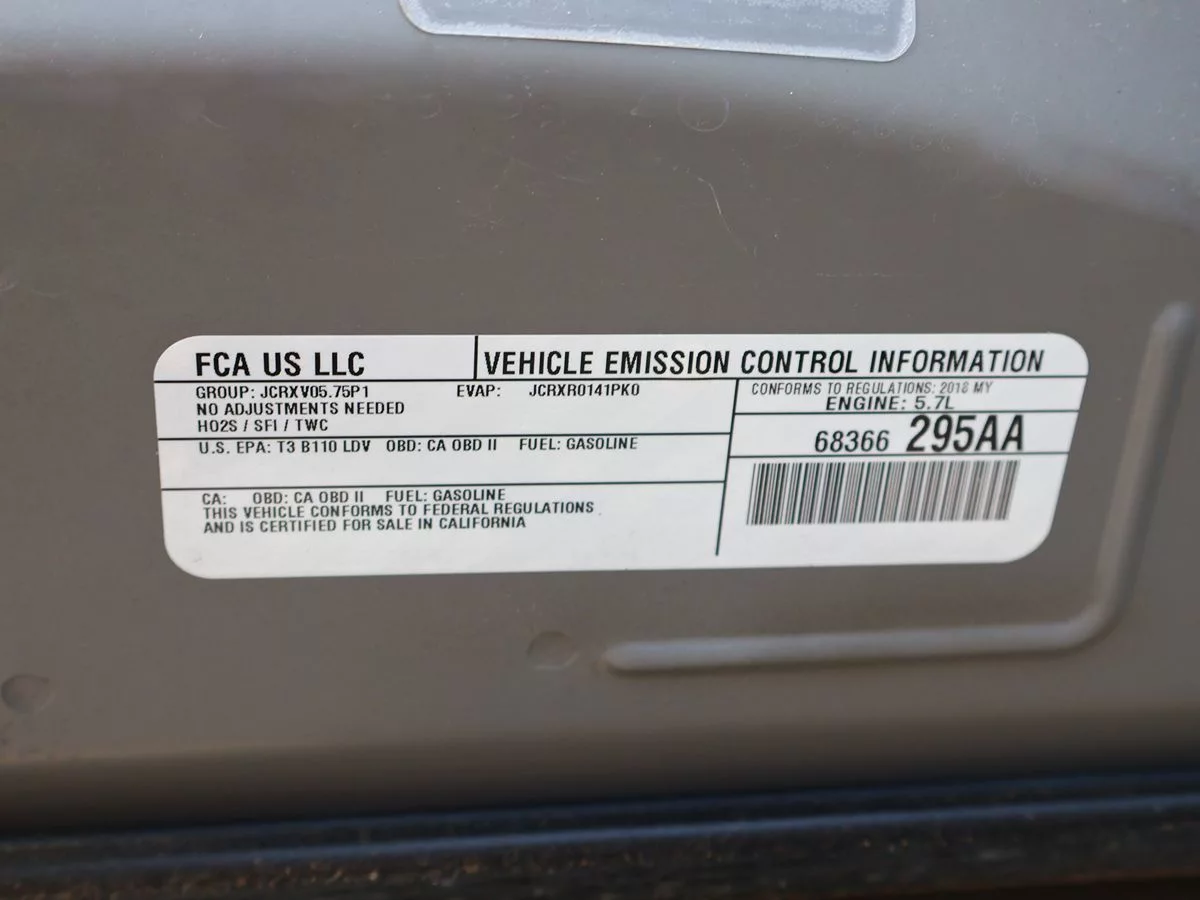 FCA US LLC
VEHICLE EMISSION CONTROL INFORMATION
GROUP: JCRXV05.75P1 EVAP: JCRXR0141PK0
NO ADJUSTMENTS NEEDED
HO2S / SFI / TWC
CONFORMS TO REGULATIONS: 2018 MY
ENGINE: 5.7L
U.S. EPA: T3 B110 LDV OBD: CA OBD II FUEL: GASOLINE
68366 295AA
CA: OBD: CA OBD II FUEL: GASOLINE
THIS VEHICLE CONFORMS TO FEDERAL REGULATIONS
AND IS CERTIFIED FOR SALE IN CALIFORNIA